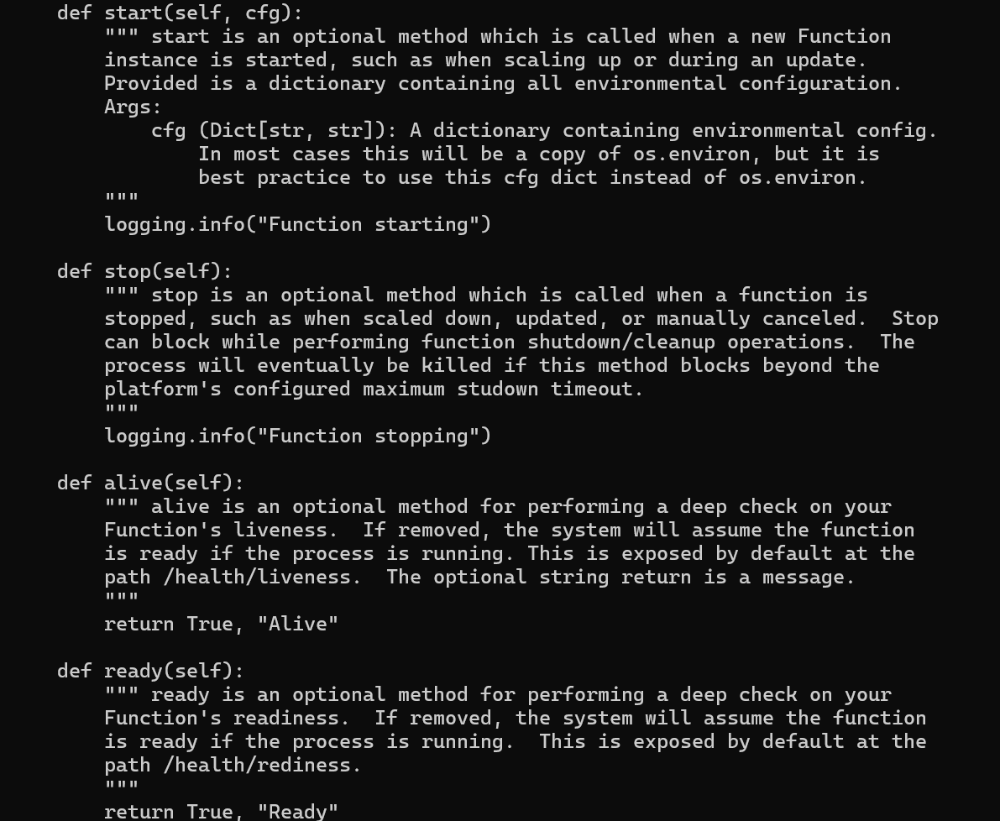 def start(self, cfg):
""" start is an optional method which is called when a new Function
instance is started, such as when scaling up or during an update.
Provided is a dictionary containing all environmental configuration.
Args:
cfg (Dict[str, str]): A dictionary containing environmental config.
In most cases this will be a copy of os.environ, but it is
best practice to use this cfg dict instead of os.environ.
"""
logging.info("Function starting")
def stop(self):
""" stop is an optional method which is called when a function is
stopped, such as when scaled down, updated, or manually canceled.  Stop
can block while performing function shutdown/cleanup operations.  The
process will eventually be killed if this method blocks beyond the
platform's configured maximum studown timeout.
"""
logging.info("Function stopping")
def alive(self):
""" alive is an optional method for performing a deep check on your
Function's liveness.  If removed, the system will assume the function
is ready if the process is running. This is exposed by default at the
path /health/liveness.  The optional string return is a message.
"""
return True, "Alive"
def ready(self):
""" ready is an optional method for performing a deep check on your
Function's readiness.  If removed, the system will assume the function
is ready if the process is running.  This is exposed by default at the
path /health/rediness.
"""
return True, "Ready"